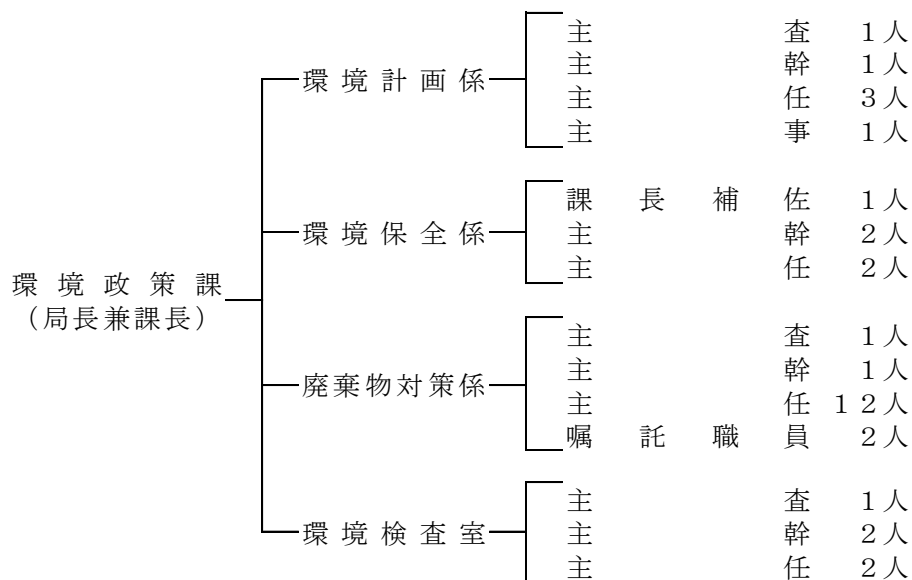 環境政策課
（局長兼課長）
環境計画係
主査 １人
主幹 １人
主任 ３人
主事 １人
環境保全係
課長補佐 １人
主幹 ２人
主任 ２人
廃棄物対策係
主査 １人
主幹 １人
主任 １２人
嘱託職員 ２人
環境検査室
主査 １人
主幹 ２人
主任 ２人